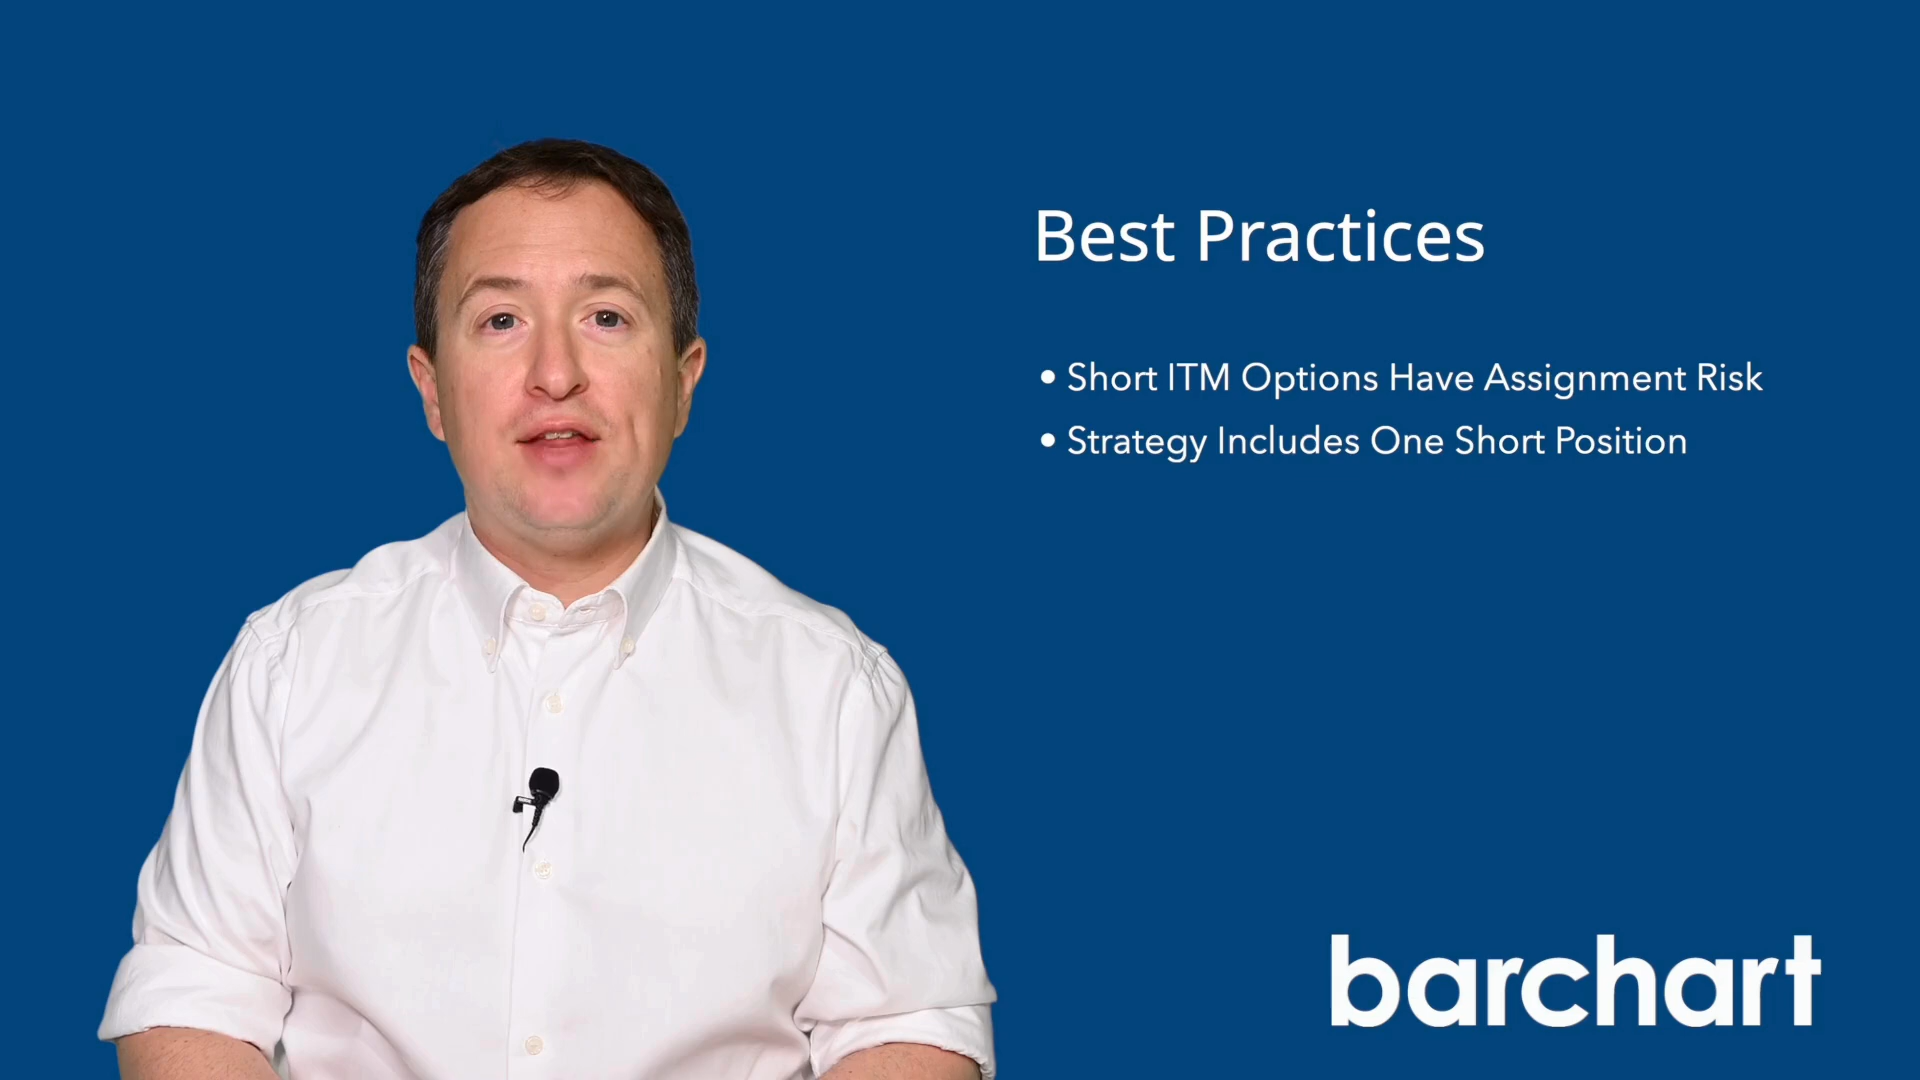 Best Practices
• Short ITM Options Have Assignment Risk
• Strategy Includes One Short Position
barchart